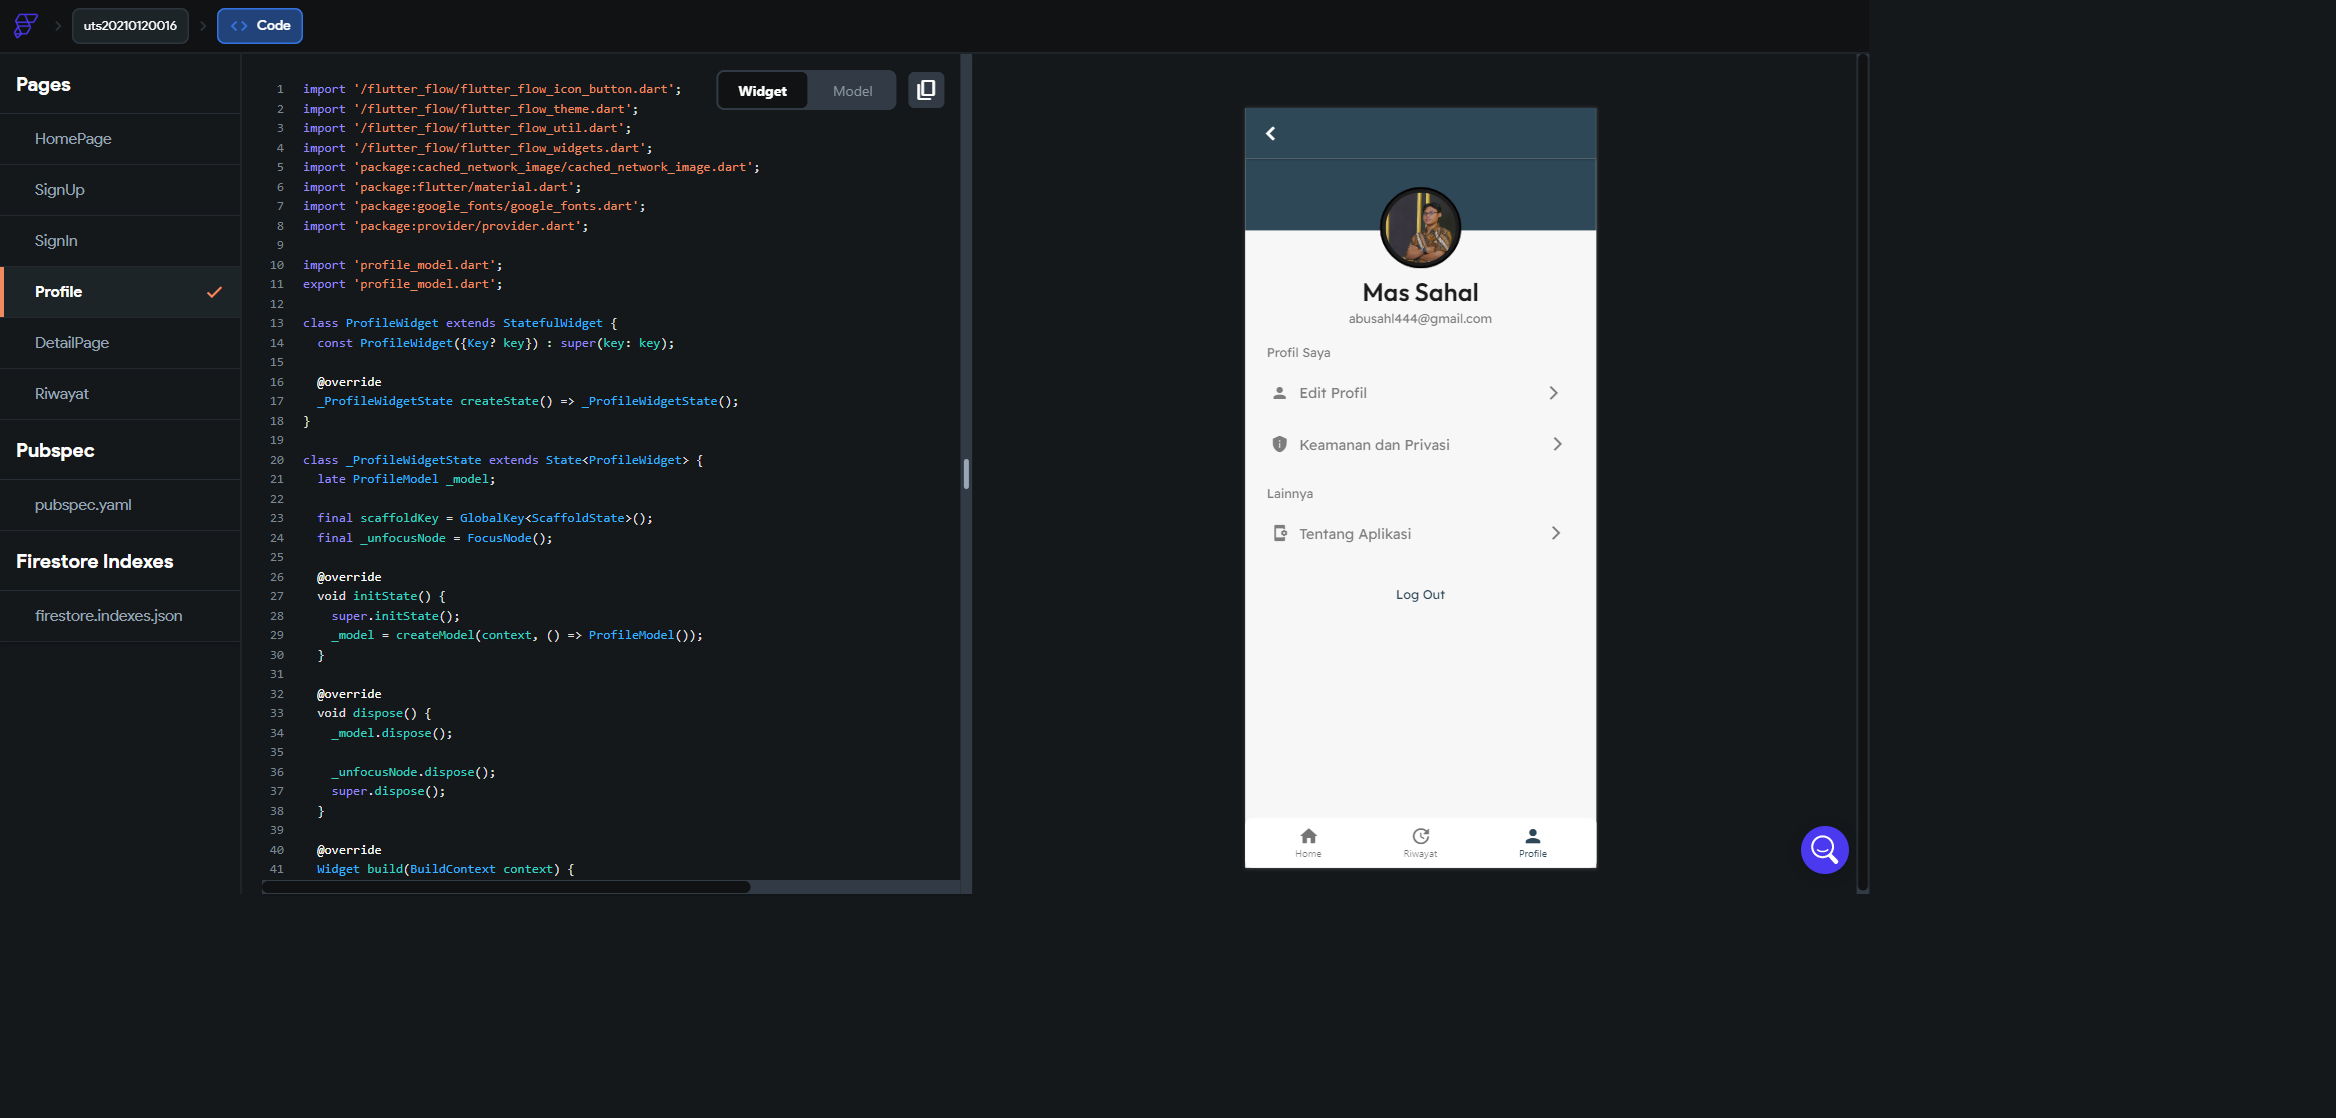 uts20210120016
<> Code
Pages
HomePage
SignUp
SignIn
Profile
DetailPage
Riwayat
Pubspec
pubspec.yaml
Firestore Indexes
firestore.indexes.json
Widget
Model
1 import '/flutter_flow/flutter_flow_icon_button.dart';
2 import '/flutter_flow/flutter_flow_theme.dart';
3 import '/flutter_flow/flutter_flow_util.dart';
4 import '/flutter_flow/flutter_flow_widgets.dart';
5 import 'package:cached_network_image/cached_network_image.dart';
6 import 'package:flutter/material.dart';
7 import 'package:google_fonts/google_fonts.dart';
8 import 'package:provider/provider.dart';
9
10 import 'profile_model.dart';
11 export 'profile_model.dart';
12
13 class ProfileWidget extends StatefulWidget {
14   const ProfileWidget({Key? key}) : super(key: key);
15
16   @override
17   _ProfileWidgetState createState() => _ProfileWidgetState();
18 }
19
20 class _ProfileWidgetState extends State<ProfileWidget> {
21   late ProfileModel _model;
22
23   final scaffoldKey = GlobalKey<ScaffoldState>();
24   final _unfocusNode = FocusNode();
25
26   @override
27   void initState() {
28     super.initState();
29     _model = createModel(context, () => ProfileModel());
30   }
31
32   @override
33   void dispose() {
34     _model.dispose();
35
36     _unfocusNode.dispose();
37     super.dispose();
38   }
39
40   @override
41   Widget build(BuildContext context) {
Mas Sahal
abusahl444@gmail.com
Profil Saya
Edit Profil
Keamanan dan Privasi
Lainnya
Tentang Aplikasi
Log Out
Home
Riwayat
Profile